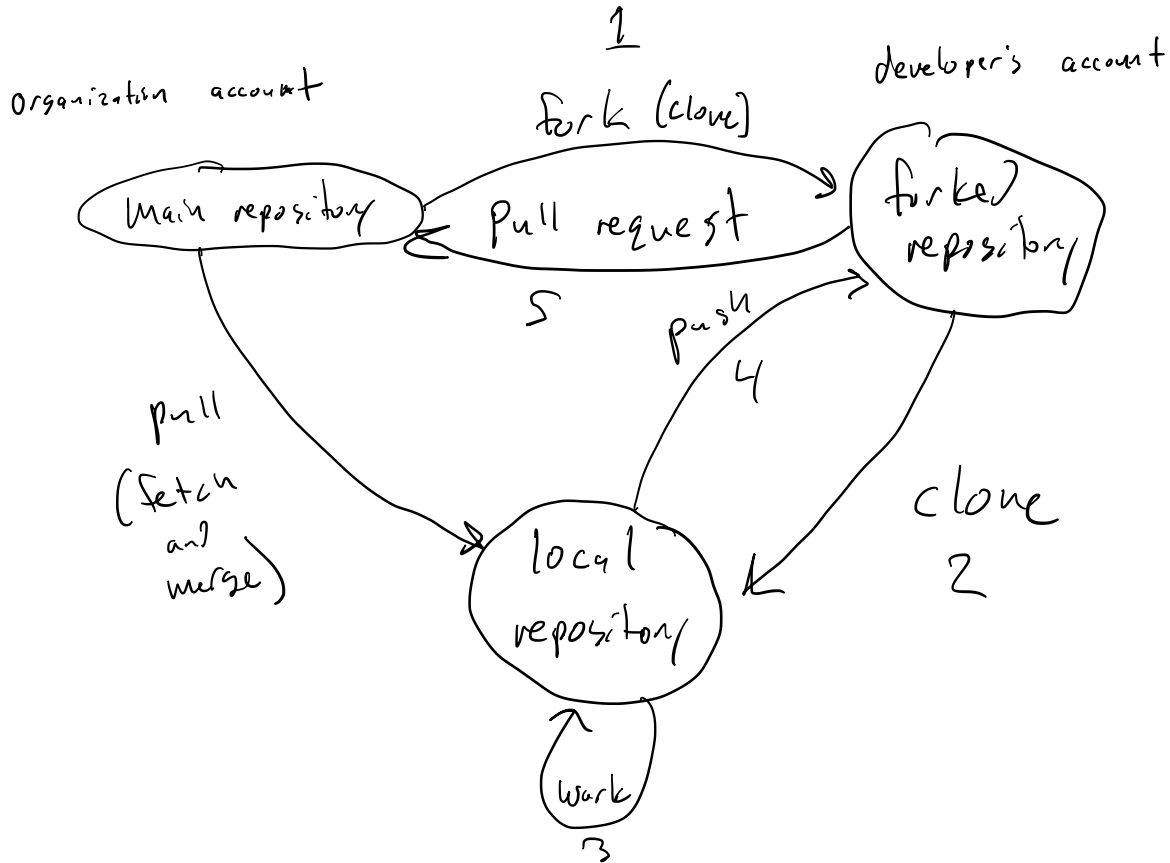 1
organization account
developer's account
fork (clone)
main repository
pull request
forked
repository
5
push
4
pull
(fetch
and
merge)
clone
2
local
repository
work
3